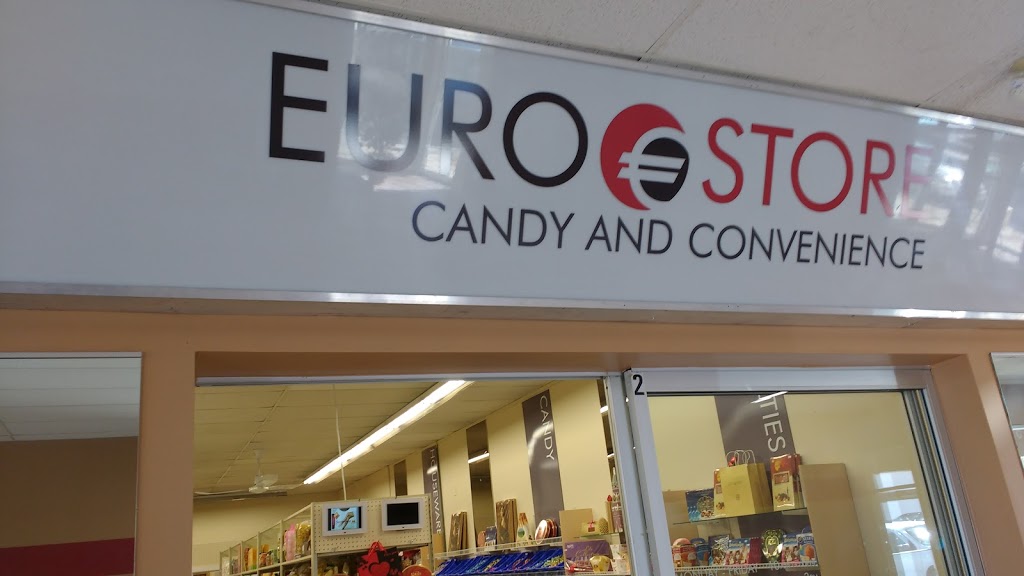 EURO € STORE
CANDY AND CONVENIENCE
2
CANDY